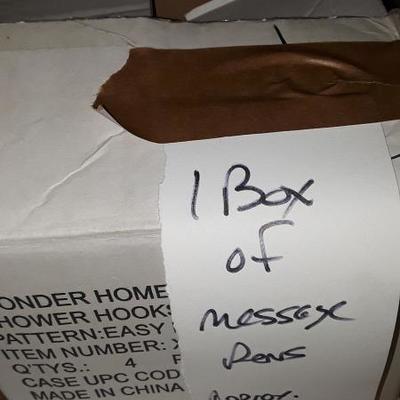 1 Box
of
messexe
Pens
ONDER HOME
HOWER HOOKS
PATTERN:EASY
ITEM NUMBER:
Q'TYS.: 4
CASE UPC COD
MADE IN CHINA